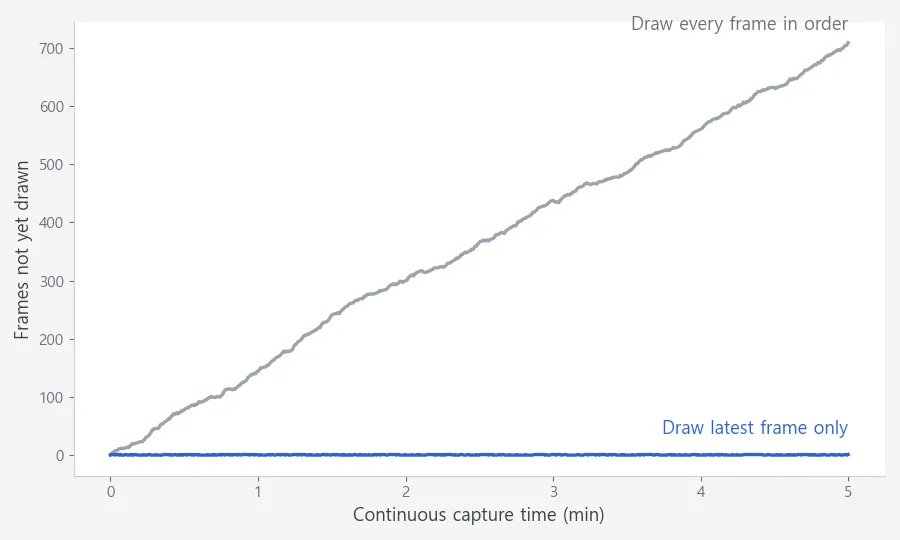 Draw every frame in order
700
600
500
400
300
200
100
0
Frames not yet drawn
Draw latest frame only
0 1 2 3 4 5
Continuous capture time (min)